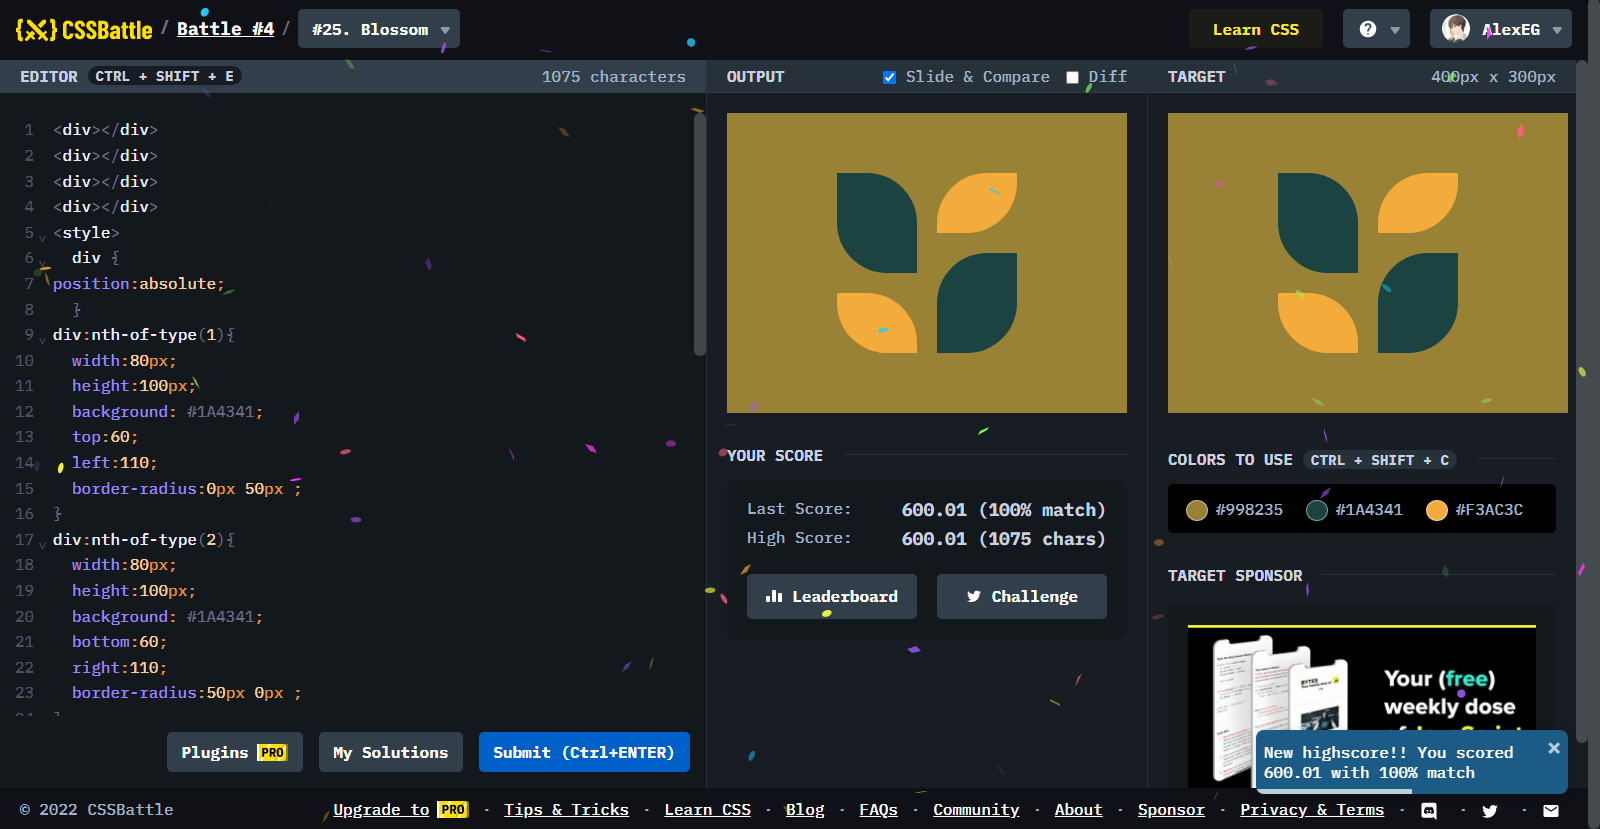 CSSBattle / Battle #4 / #25. Blossom
Learn CSS
AlexEG
EDITOR CTRL + SHIFT + E 1075 characters
OUTPUT Slide & Compare Diff
TARGET 400px x 300px
1 <div></div>
2 <div></div>
3 <div></div>
4 <div></div>
5 <style>
6 div {
7 position:absolute;
8 }
9 div:nth-of-type(1){
10 width:80px;
11 height:100px;
12 background: #1A4341;
13 top:60;
14 left:110;
15 border-radius:0px 50px ;
16 }
17 div:nth-of-type(2){
18 width:80px;
19 height:100px;
20 background: #1A4341;
21 bottom:60;
22 right:110;
23 border-radius:50px 0px ;
Plugins PRO
My Solutions
Submit (Ctrl+ENTER)
YOUR SCORE
Last Score: 600.01 (100% match)
High Score: 600.01 (1075 chars)
Leaderboard
Challenge
COLORS TO USE CTRL + SHIFT + C
#998235 #1A4341 #F3AC3C
TARGET SPONSOR
BYTES
Your (free)
weekly dose
New highscore!! You scored
600.01 with 100% match
© 2022 CSSBattle
Upgrade to PRO · Tips & Tricks · Learn CSS · Blog · FAQs · Community · About · Sponsor · Privacy & Terms · · ·